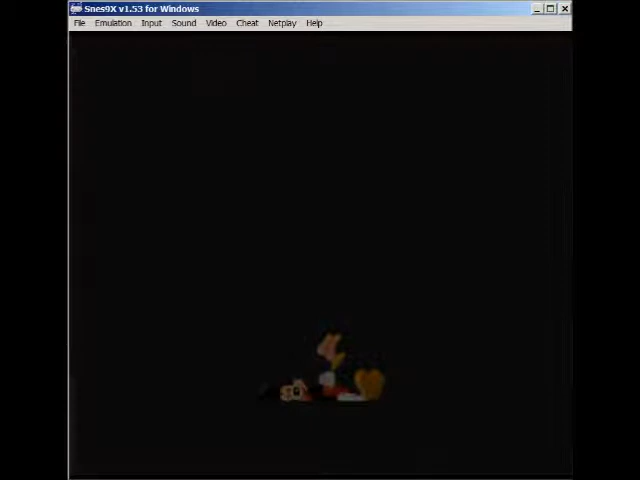 Snes9X v1.53 for Windows
File Emulation Input Sound Video Cheat Netplay Help